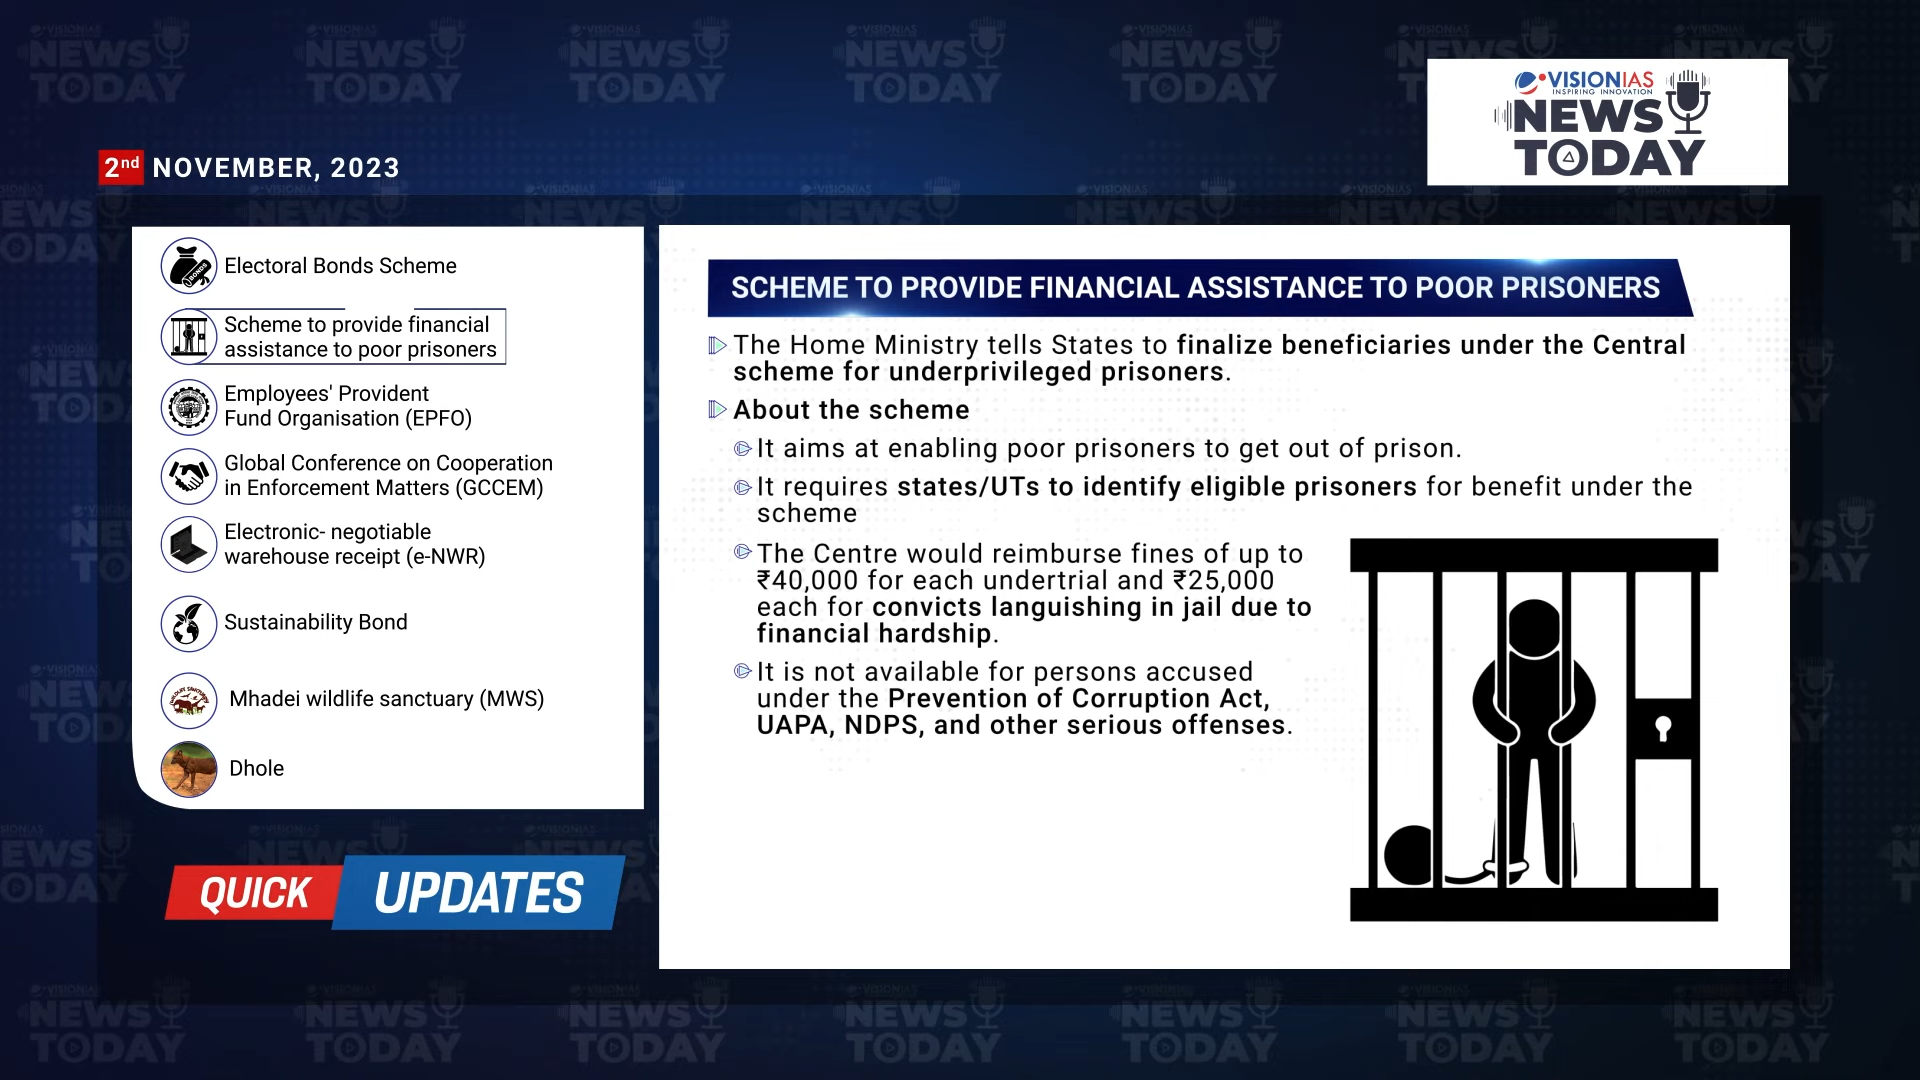 VISIONIAS
INSPIRING INNOVATION
NEWS
TODAY
2nd NOVEMBER, 2023
Electoral Bonds Scheme
Scheme to provide financial
assistance to poor prisoners
Employees' Provident
Fund Organisation (EPFO)
Global Conference on Cooperation
in Enforcement Matters (GCCEM)
Electronic- negotiable
warehouse receipt (e-NWR)
Sustainability Bond
Mhadei wildlife sanctuary (MWS)
Dhole
QUICK UPDATES
SCHEME TO PROVIDE FINANCIAL ASSISTANCE TO POOR PRISONERS
The Home Ministry tells States to finalize beneficiaries under the Central
scheme for underprivileged prisoners.
About the scheme
It aims at enabling poor prisoners to get out of prison.
It requires states/UTs to identify eligible prisoners for benefit under the
scheme
The Centre would reimburse fines of up to
₹40,000 for each undertrial and ₹25,000
each for convicts languishing in jail due to
financial hardship.
It is not available for persons accused
under the Prevention of Corruption Act,
UAPA, NDPS, and other serious offenses.